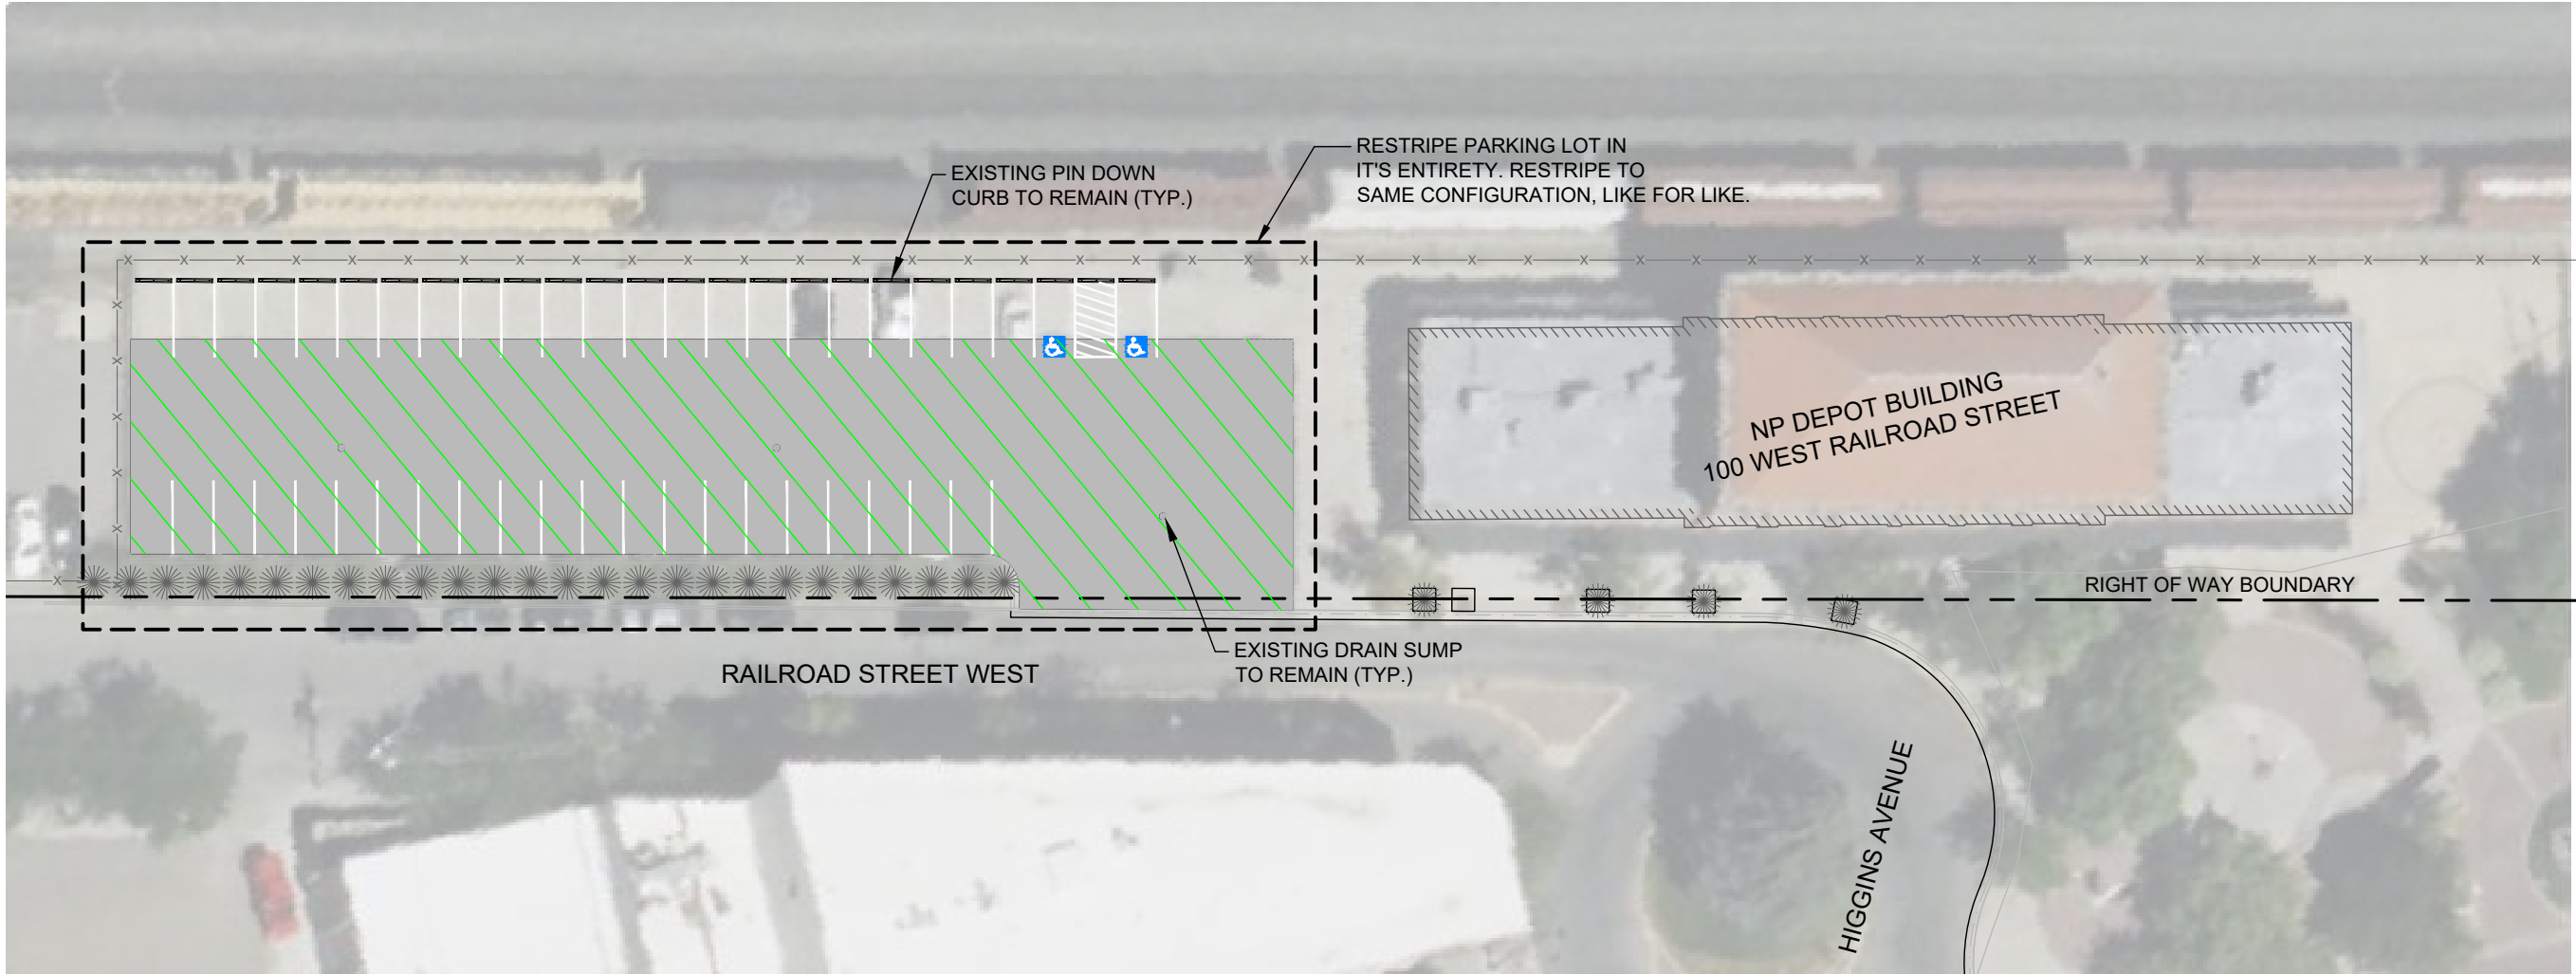 RESTRIPE PARKING LOT IN
IT'S ENTIRETY. RESTRIPE TO
SAME CONFIGURATION, LIKE FOR LIKE.
EXISTING PIN DOWN
CURB TO REMAIN (TYP.)
NP DEPOT BUILDING
100 WEST RAILROAD STREET
RIGHT OF WAY BOUNDARY
EXISTING DRAIN SUMP
TO REMAIN (TYP.)
RAILROAD STREET WEST
HIGGINS AVENUE